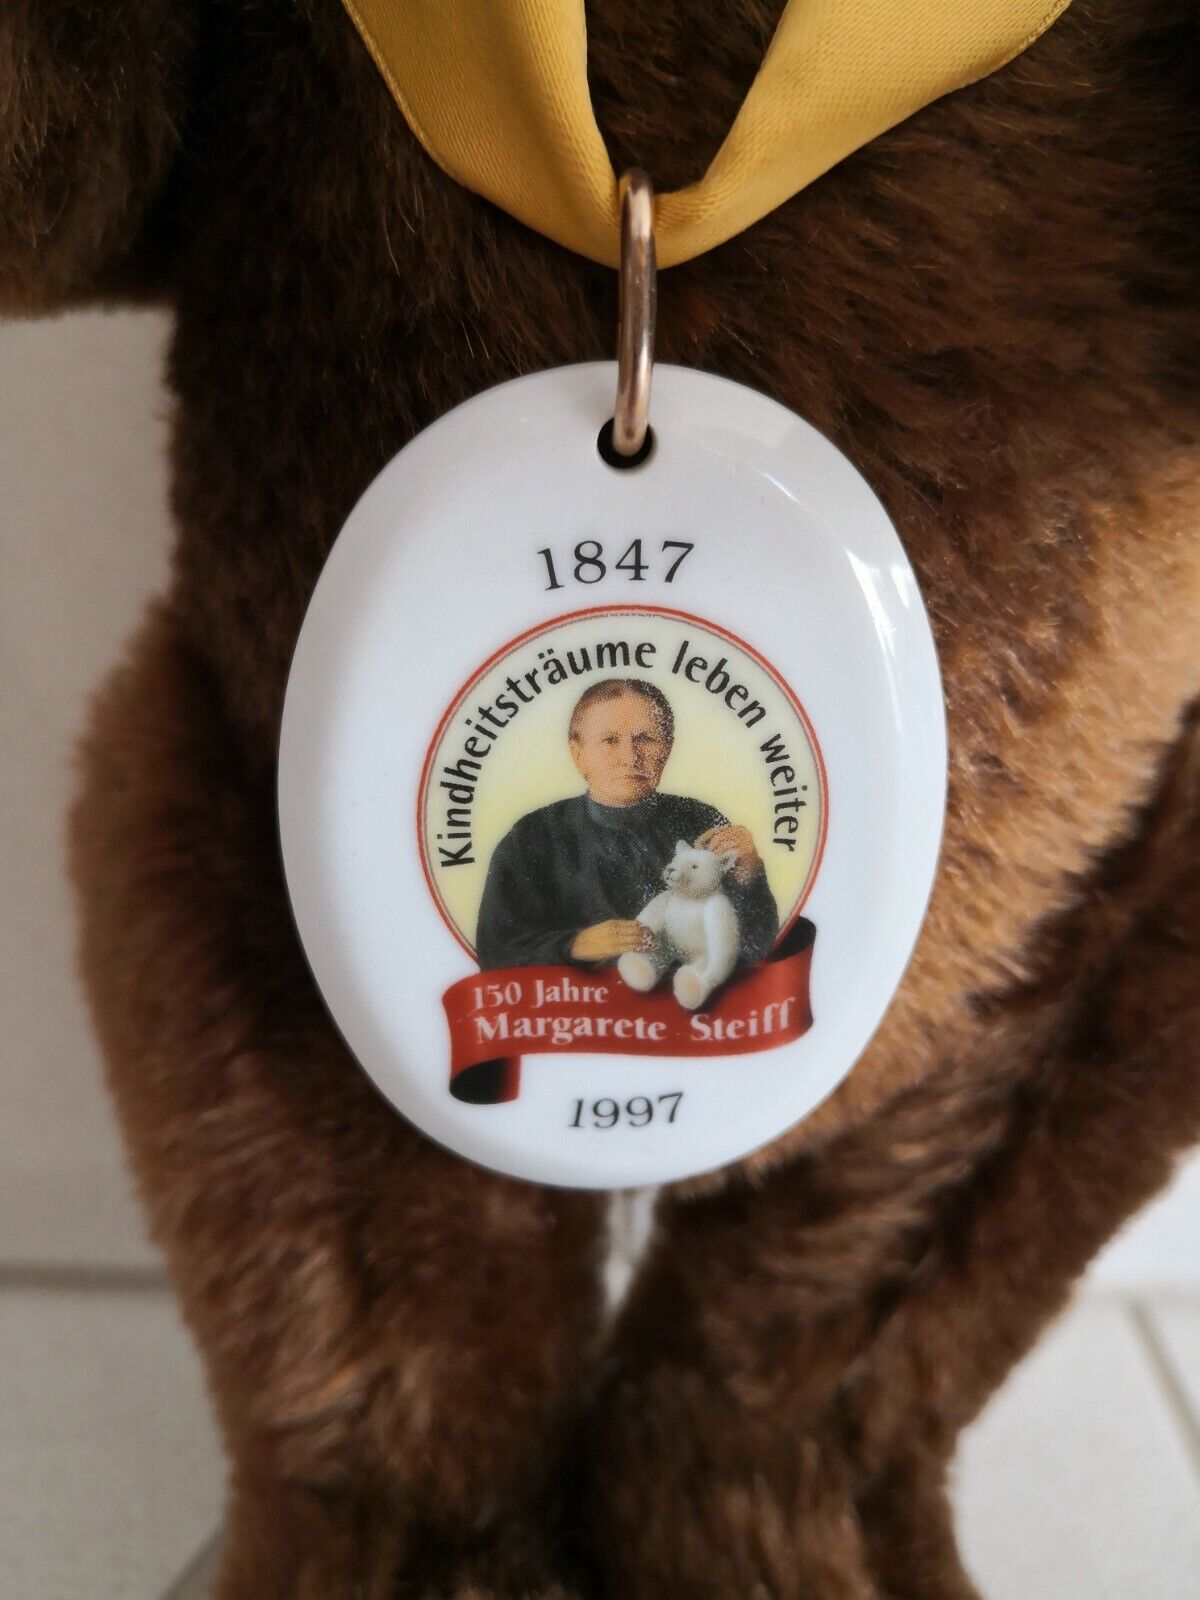 1847
Kindheitsträume leben weiter
150 Jahre
Margarete Steiff
1997